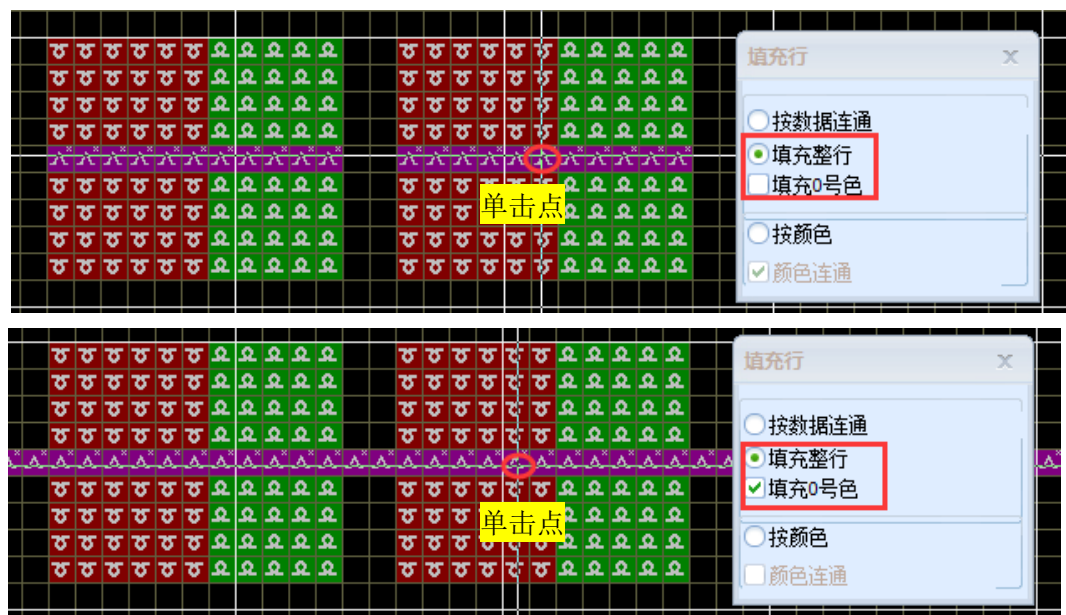 填充行 x
按数据连通
填充整行
填充0号色
单击点
按颜色
颜色连通
填充行 x
按数据连通
填充整行
填充0号色
单击点
按颜色
颜色连通